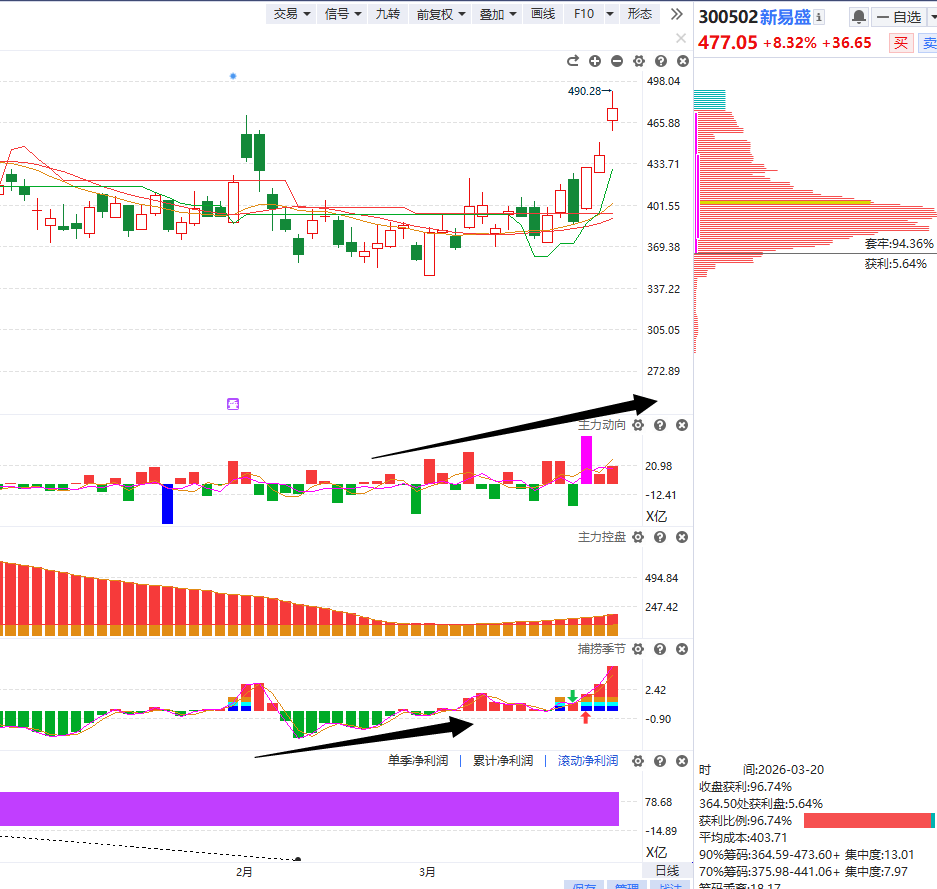 交易 信号 九转 前复权 叠加 画线 F10 形态
300502新易盛
自选
477.05 +8.32% +36.65 买 卖
498.04
490.28
465.88
433.71
401.55
369.38
337.22
305.05
272.89
套牢:94.36%
获利:5.64%
主力动向
20.98
-12.41
X亿
主力控盘
494.84
247.42
捕捞季节
2.42
-0.90
单季净利润 累计净利润 滚动净利润
78.68
-14.89
X亿
2月 3月 日线
时 间:2026-03-20
收盘获利:96.74%
364.50处获利盘:5.64%
获利比例:96.74%
平均成本:403.71
90%筹码:364.59-473.60+ 集中度:13.01
70%筹码:375.98-441.06+ 集中度:7.97